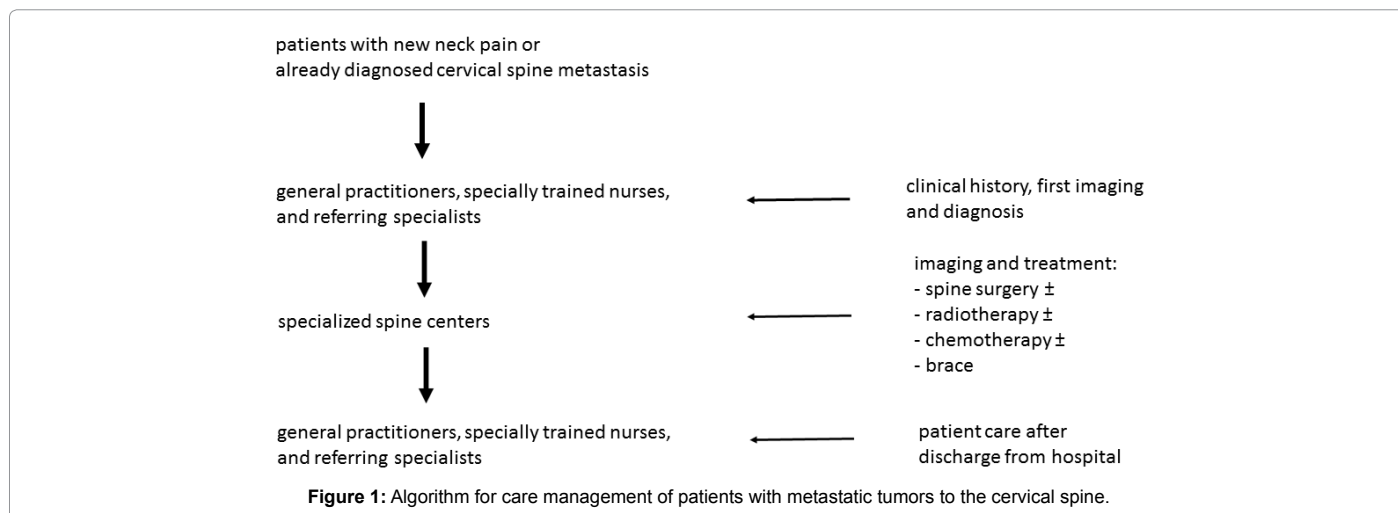 patients with new neck pain or
already diagnosed cervical spine metastasis
general practitioners, specially trained nurses,
and referring specialists
clinical history, first imaging
and diagnosis
specialized spine centers
imaging and treatment:
- spine surgery ±
- radiotherapy ±
- chemotherapy ±
- brace
general practitioners, specially trained nurses,
and referring specialists
patient care after
discharge from hospital
Figure 1: Algorithm for care management of patients with metastatic tumors to the cervical spine.